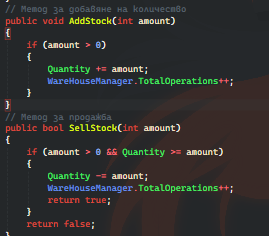 // Метод за добавяне на количество
public void AddStock(int amount)
{
if (amount > 0)
{
Quantity += amount;
WareHouseManager.TotalOperations++;
}
}
// Метод за продажба
public bool SellStock(int amount)
{
if (amount > 0 && Quantity >= amount)
{
Quantity -= amount;
WareHouseManager.TotalOperations++;
return true;
}
return false;